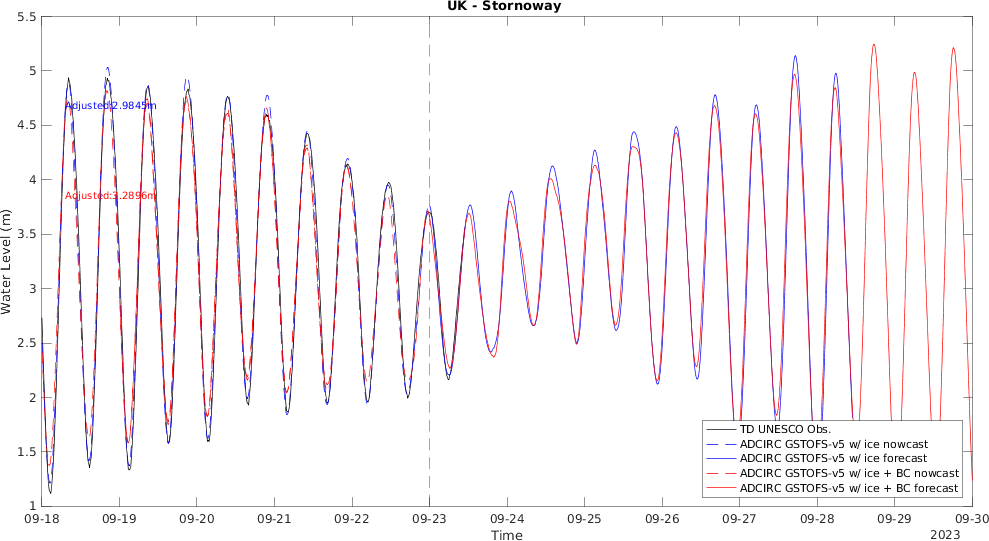 UK - Stornoway
5.5
5
4.5
4
3.5
3
2.5
2
1.5
1
Water Level (m)
Adjusted:2.9845m
Adjusted:3.2896m
TD UNESCO Obs.
ADCIRC GSTOFS-v5 w/ ice nowcast
ADCIRC GSTOFS-v5 w/ ice forecast
ADCIRC GSTOFS-v5 w/ ice + BC nowcast
ADCIRC GSTOFS-v5 w/ ice + BC forecast
09-18 09-19 09-20 09-21 09-22 09-23 09-24 09-25 09-26 09-27 09-28 09-29 09-30
Time
2023